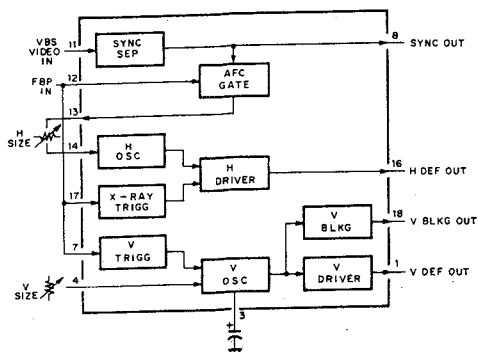 VBS
VIDEO
IN
11
SYNC
SEP
8
SYNC OUT
FBP
IN
12
AFC
GATE
13
H
SIZE
14
H
OSC
H
DRIVER
16
H DEF OUT
17
X-RAY
TRIGG
V
BLKG
18
V BLKG OUT
7
V
TRIGG
V
SIZE
4
V
OSC
V
DRIVER
1
V DEF OUT
3
+